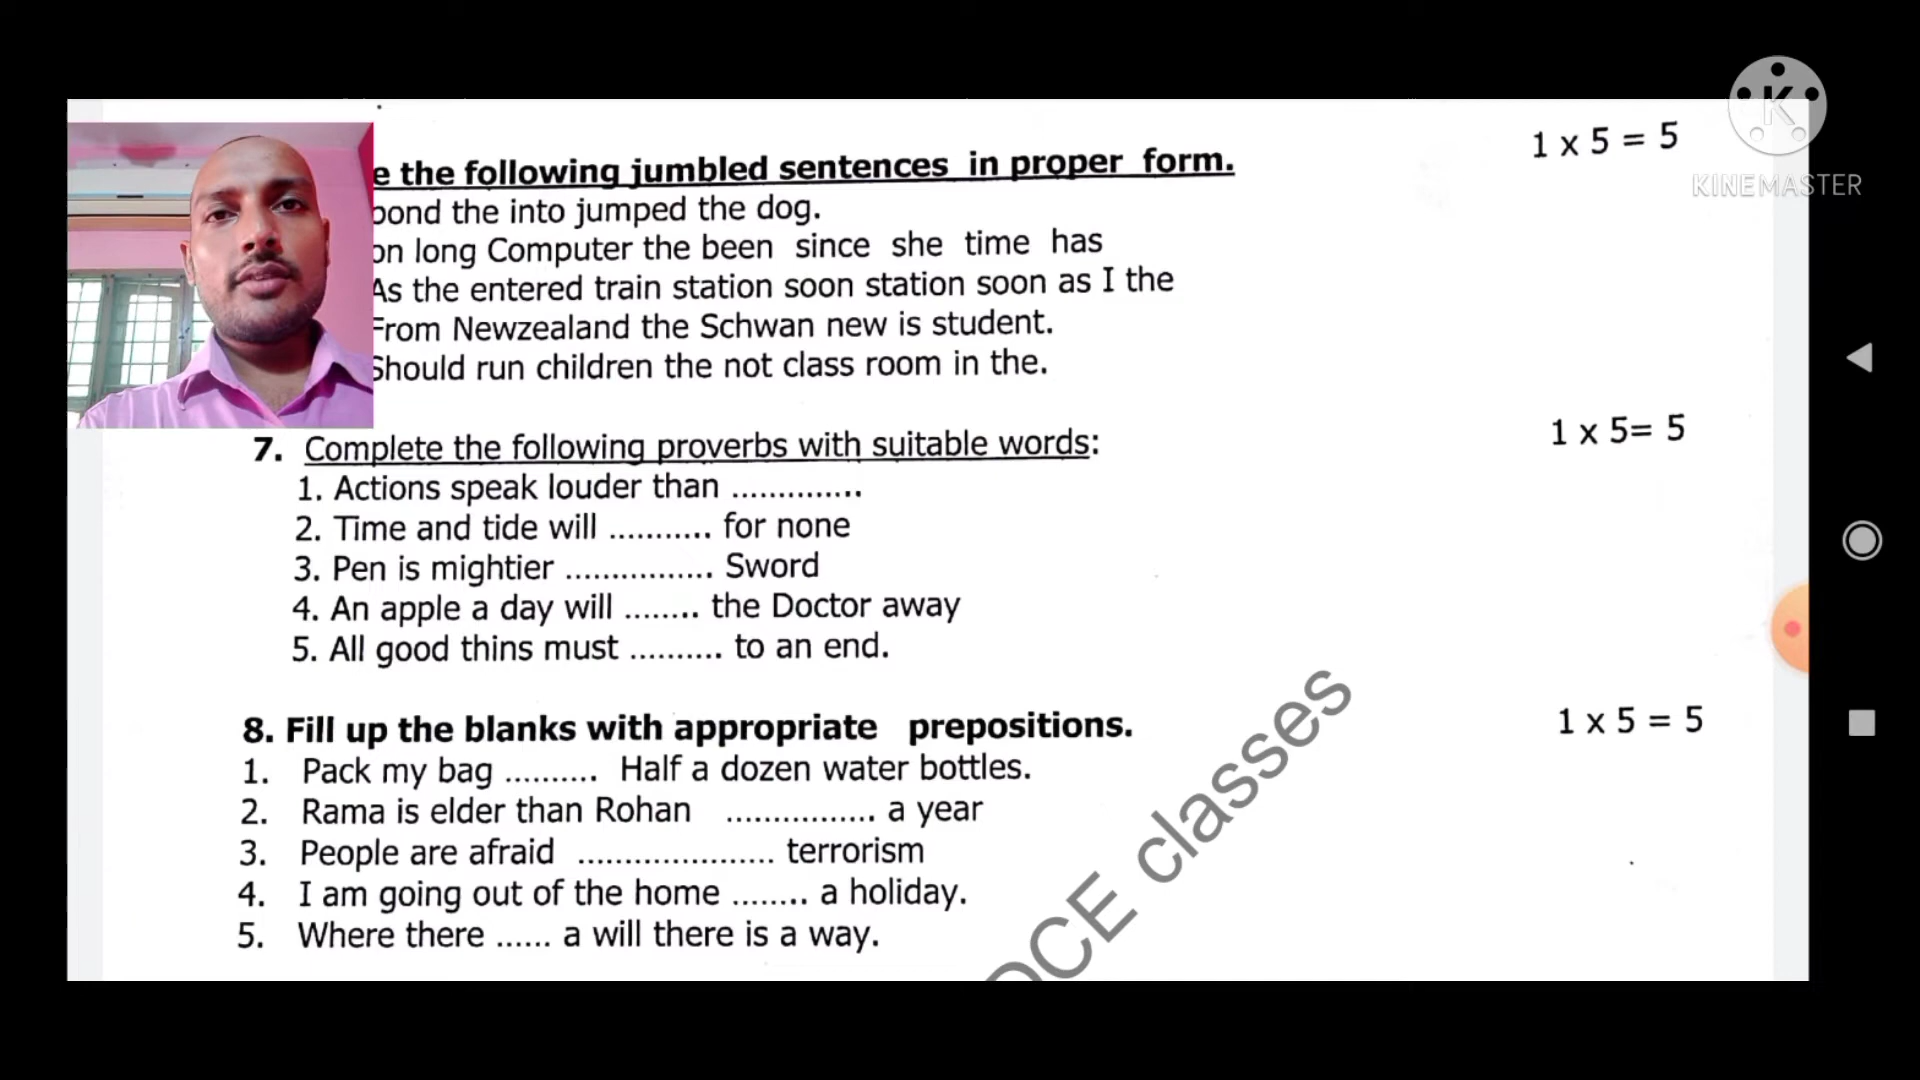 1 x 5 = 5
KINEMASTER
e the following jumbled sentences in proper form.
pond the into jumped the dog.
on long Computer the been since she time has
As the entered train station soon station soon as I the
From Newzealand the Schwan new is student.
Should run children the not class room in the.
7. Complete the following proverbs with suitable words:
1 x 5= 5
1. Actions speak louder than ..............
2. Time and tide will ........... for none
3. Pen is mightier ................ Sword
4. An apple a day will ........ the Doctor away
5. All good thins must .......... to an end.
8. Fill up the blanks with appropriate prepositions.
1 x 5 = 5
1. Pack my bag .......... Half a dozen water bottles.
2. Rama is elder than Rohan ................ a year
3. People are afraid ..................... terrorism
4. I am going out of the home ........ a holiday.
5. Where there ...... a will there is a way.
CE classes